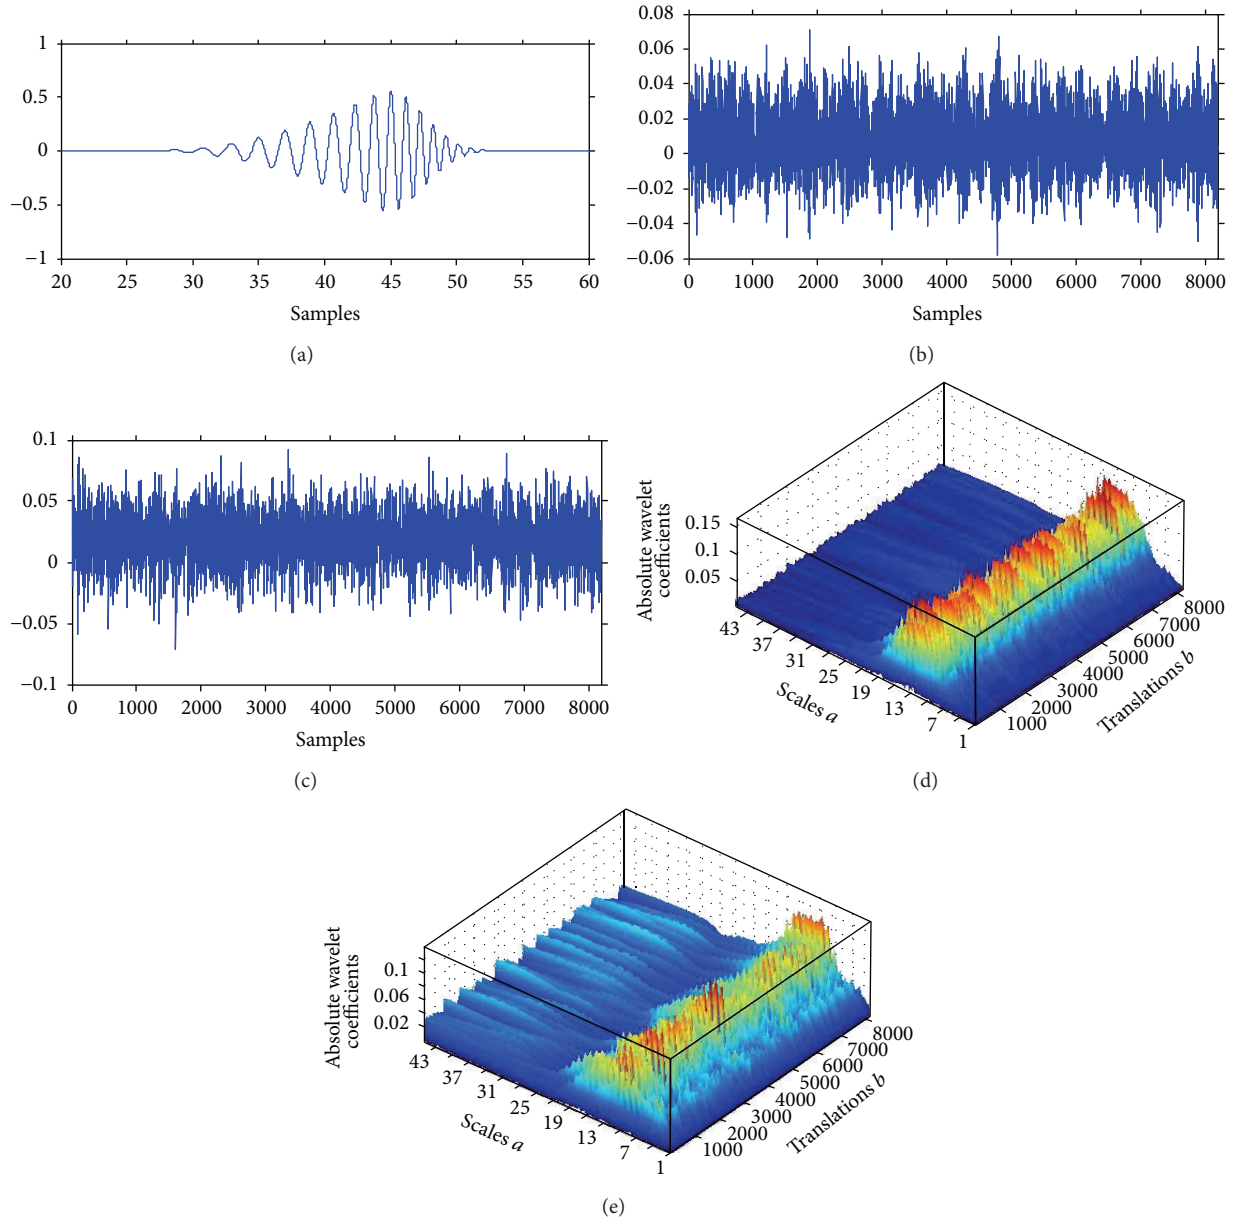 1
0.5
0
−0.5
−1
20 25 30 35 40 45 50 55 60
Samples
(a)
0.08
0.06
0.04
0.02
0
−0.02
−0.04
−0.06
0 1000 2000 3000 4000 5000 6000 7000 8000
Samples
(b)
0.1
0.05
0
−0.05
−0.1
0 1000 2000 3000 4000 5000 6000 7000 8000
Samples
(c)
Absolute wavelet
coefficients
0.15
0.1
0.05
43 37 31 25 19 13 7 1
Scales a
1000 2000 3000 4000 5000 6000 7000 8000
Translations b
(d)
Absolute wavelet
coefficients
0.1
0.06
0.02
43 37 31 25 19 13 7 1
Scales a
1000 2000 3000 4000 5000 6000 7000 8000
Translations b
(e)